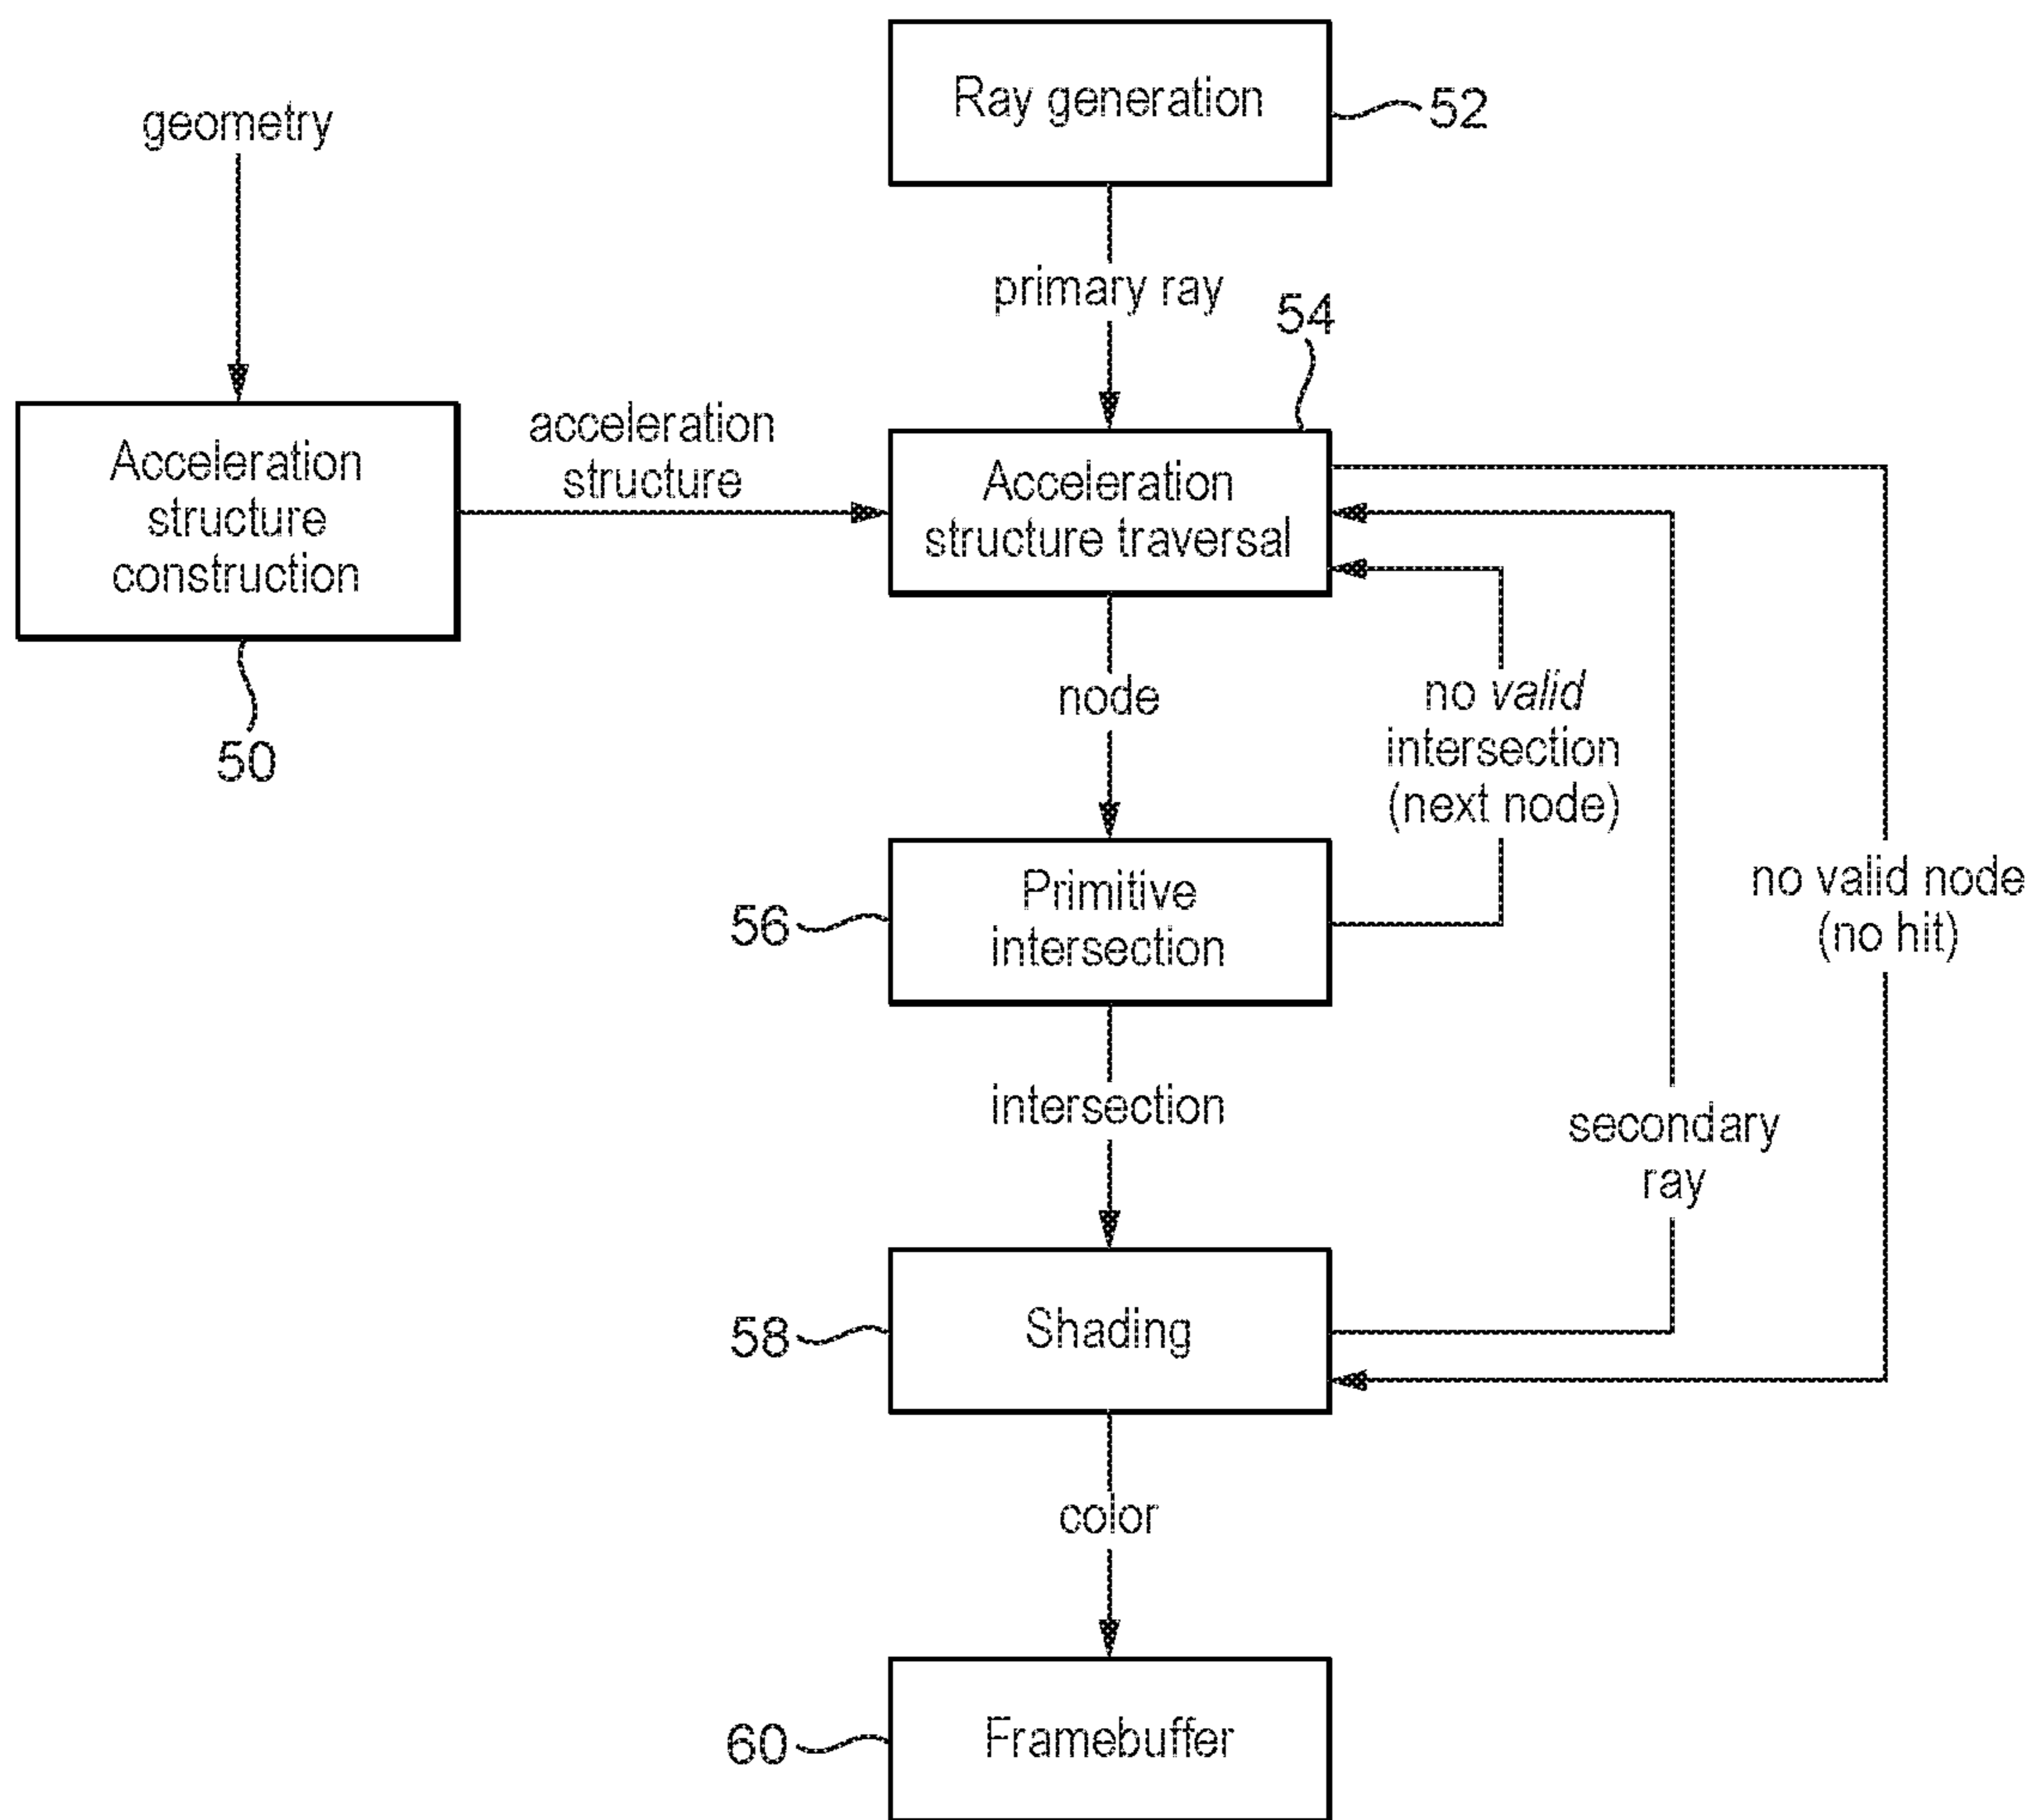 Ray generation
52
geometry
primary ray
54
Acceleration
structure
construction
50
acceleration
structure
Acceleration
structure traversal
node
no valid
intersection
(next node)
no valid node
(no hit)
56
Primitive
intersection
intersection
secondary
ray
58
Shading
color
60
Framebuffer